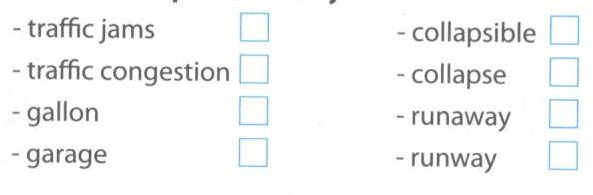 - traffic jams
- traffic congestion
- gallon
- garage
- collapsible
- collapse
- runaway
- runway